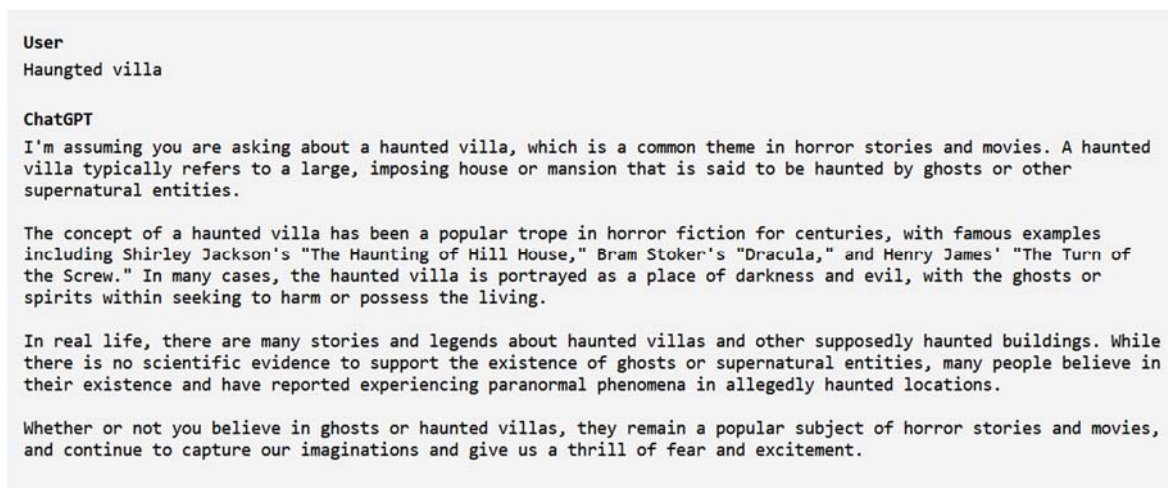 User
Haungted villa
ChatGPT
I'm assuming you are asking about a haunted villa, which is a common theme in horror stories and movies. A haunted
villa typically refers to a large, imposing house or mansion that is said to be haunted by ghosts or other
supernatural entities.
The concept of a haunted villa has been a popular trope in horror fiction for centuries, with famous examples
including Shirley Jackson's "The Haunting of Hill House," Bram Stoker's "Dracula," and Henry James' "The Turn of
the Screw." In many cases, the haunted villa is portrayed as a place of darkness and evil, with the ghosts or
spirits within seeking to harm or possess the living.
In real life, there are many stories and legends about haunted villas and other supposedly haunted buildings. While
there is no scientific evidence to support the existence of ghosts or supernatural entities, many people believe in
their existence and have reported experiencing paranormal phenomena in allegedly haunted locations.
Whether or not you believe in ghosts or haunted villas, they remain a popular subject of horror stories and movies,
and continue to capture our imaginations and give us a thrill of fear and excitement.